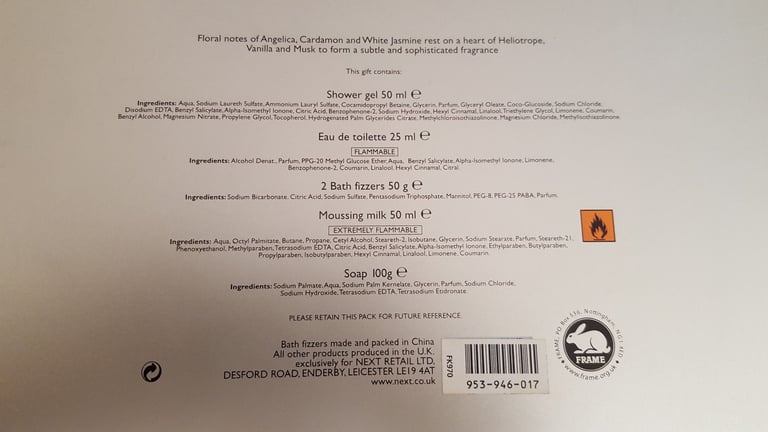 Floral notes of Angelica, Cardamon and White Jasmine rest on a heart of Heliotrope,
Vanilla and Musk to form a subtle and sophisticated fragrance
This gift contains:
Shower gel 50 ml ℮
Ingredients: Aqua, Sodium Laureth Sulfate, Ammonium Lauryl Sulfate, Cocamidopropyl Betaine, Glycerin, Parfum, Glyceryl Oleate, Coco-Glucoside, Sodium Chloride,
Disodium EDTA, Benzyl Salicylate, Alpha-Isomethyl Ionone, Citric Acid, Benzophenone-2, Sodium Hydroxide, Hexyl Cinnamal, Linalool, Triethylene Glycol, Limonene, Coumarin,
Benzyl Alcohol, Magnesium Nitrate, Propylene Glycol, Tocopherol, Hydrogenated Palm Glycerides Citrate, Methylchloroisothiazolinone, Magnesium Chloride, Methylisothiazolinone.
Eau de toilette 25 ml ℮
FLAMMABLE
Ingredients: Alcohol Denat., Parfum, PPG-20 Methyl Glucose Ether, Aqua, Benzyl Salicylate, Alpha-Isomethyl Ionone, Limonene,
Benzophenone-2, Coumarin, Linalool, Hexyl Cinnamal, Citral.
2 Bath fizzers 50 g ℮
Ingredients: Sodium Bicarbonate, Citric Acid, Sodium Sulfate, Pentasodium Triphosphate, Mannitol, PEG-8, PEG-25 PABA, Parfum.
Moussing milk 50 ml ℮
EXTREMELY FLAMMABLE
Ingredients: Aqua, Octyl Palmitate, Butane, Propane, Cetyl Alcohol, Steareth-2, Isobutane, Glycerin, Sodium Stearate, Parfum, Steareth-21,
Phenoxyethanol, Methylparaben, Tetrasodium EDTA, Citric Acid, Benzyl Salicylate, Alpha-Isomethyl Ionone, Ethylparaben, Butylparaben,
Propylparaben, Isobutylparaben, Hexyl Cinnamal, Linalool, Limonene, Coumarin.
Soap 100g ℮
Ingredients: Sodium Palmate, Aqua, Sodium Palm Kernelate, Glycerin, Parfum, Sodium Chloride,
Sodium Hydroxide, Tetrasodium EDTA, Tetrasodium Etidronate.
PLEASE RETAIN THIS PACK FOR FUTURE REFERENCE.
Bath fizzers made and packed in China
All other products produced in the U.K.
exclusively for NEXT RETAIL LTD,
DESFORD ROAD, ENDERBY, LEICESTER LE19 4AT
www.next.co.uk
FK970
953-946-017
FRAME, PO Box 516, Nottingham,
FRAME
www.frame.org.uk